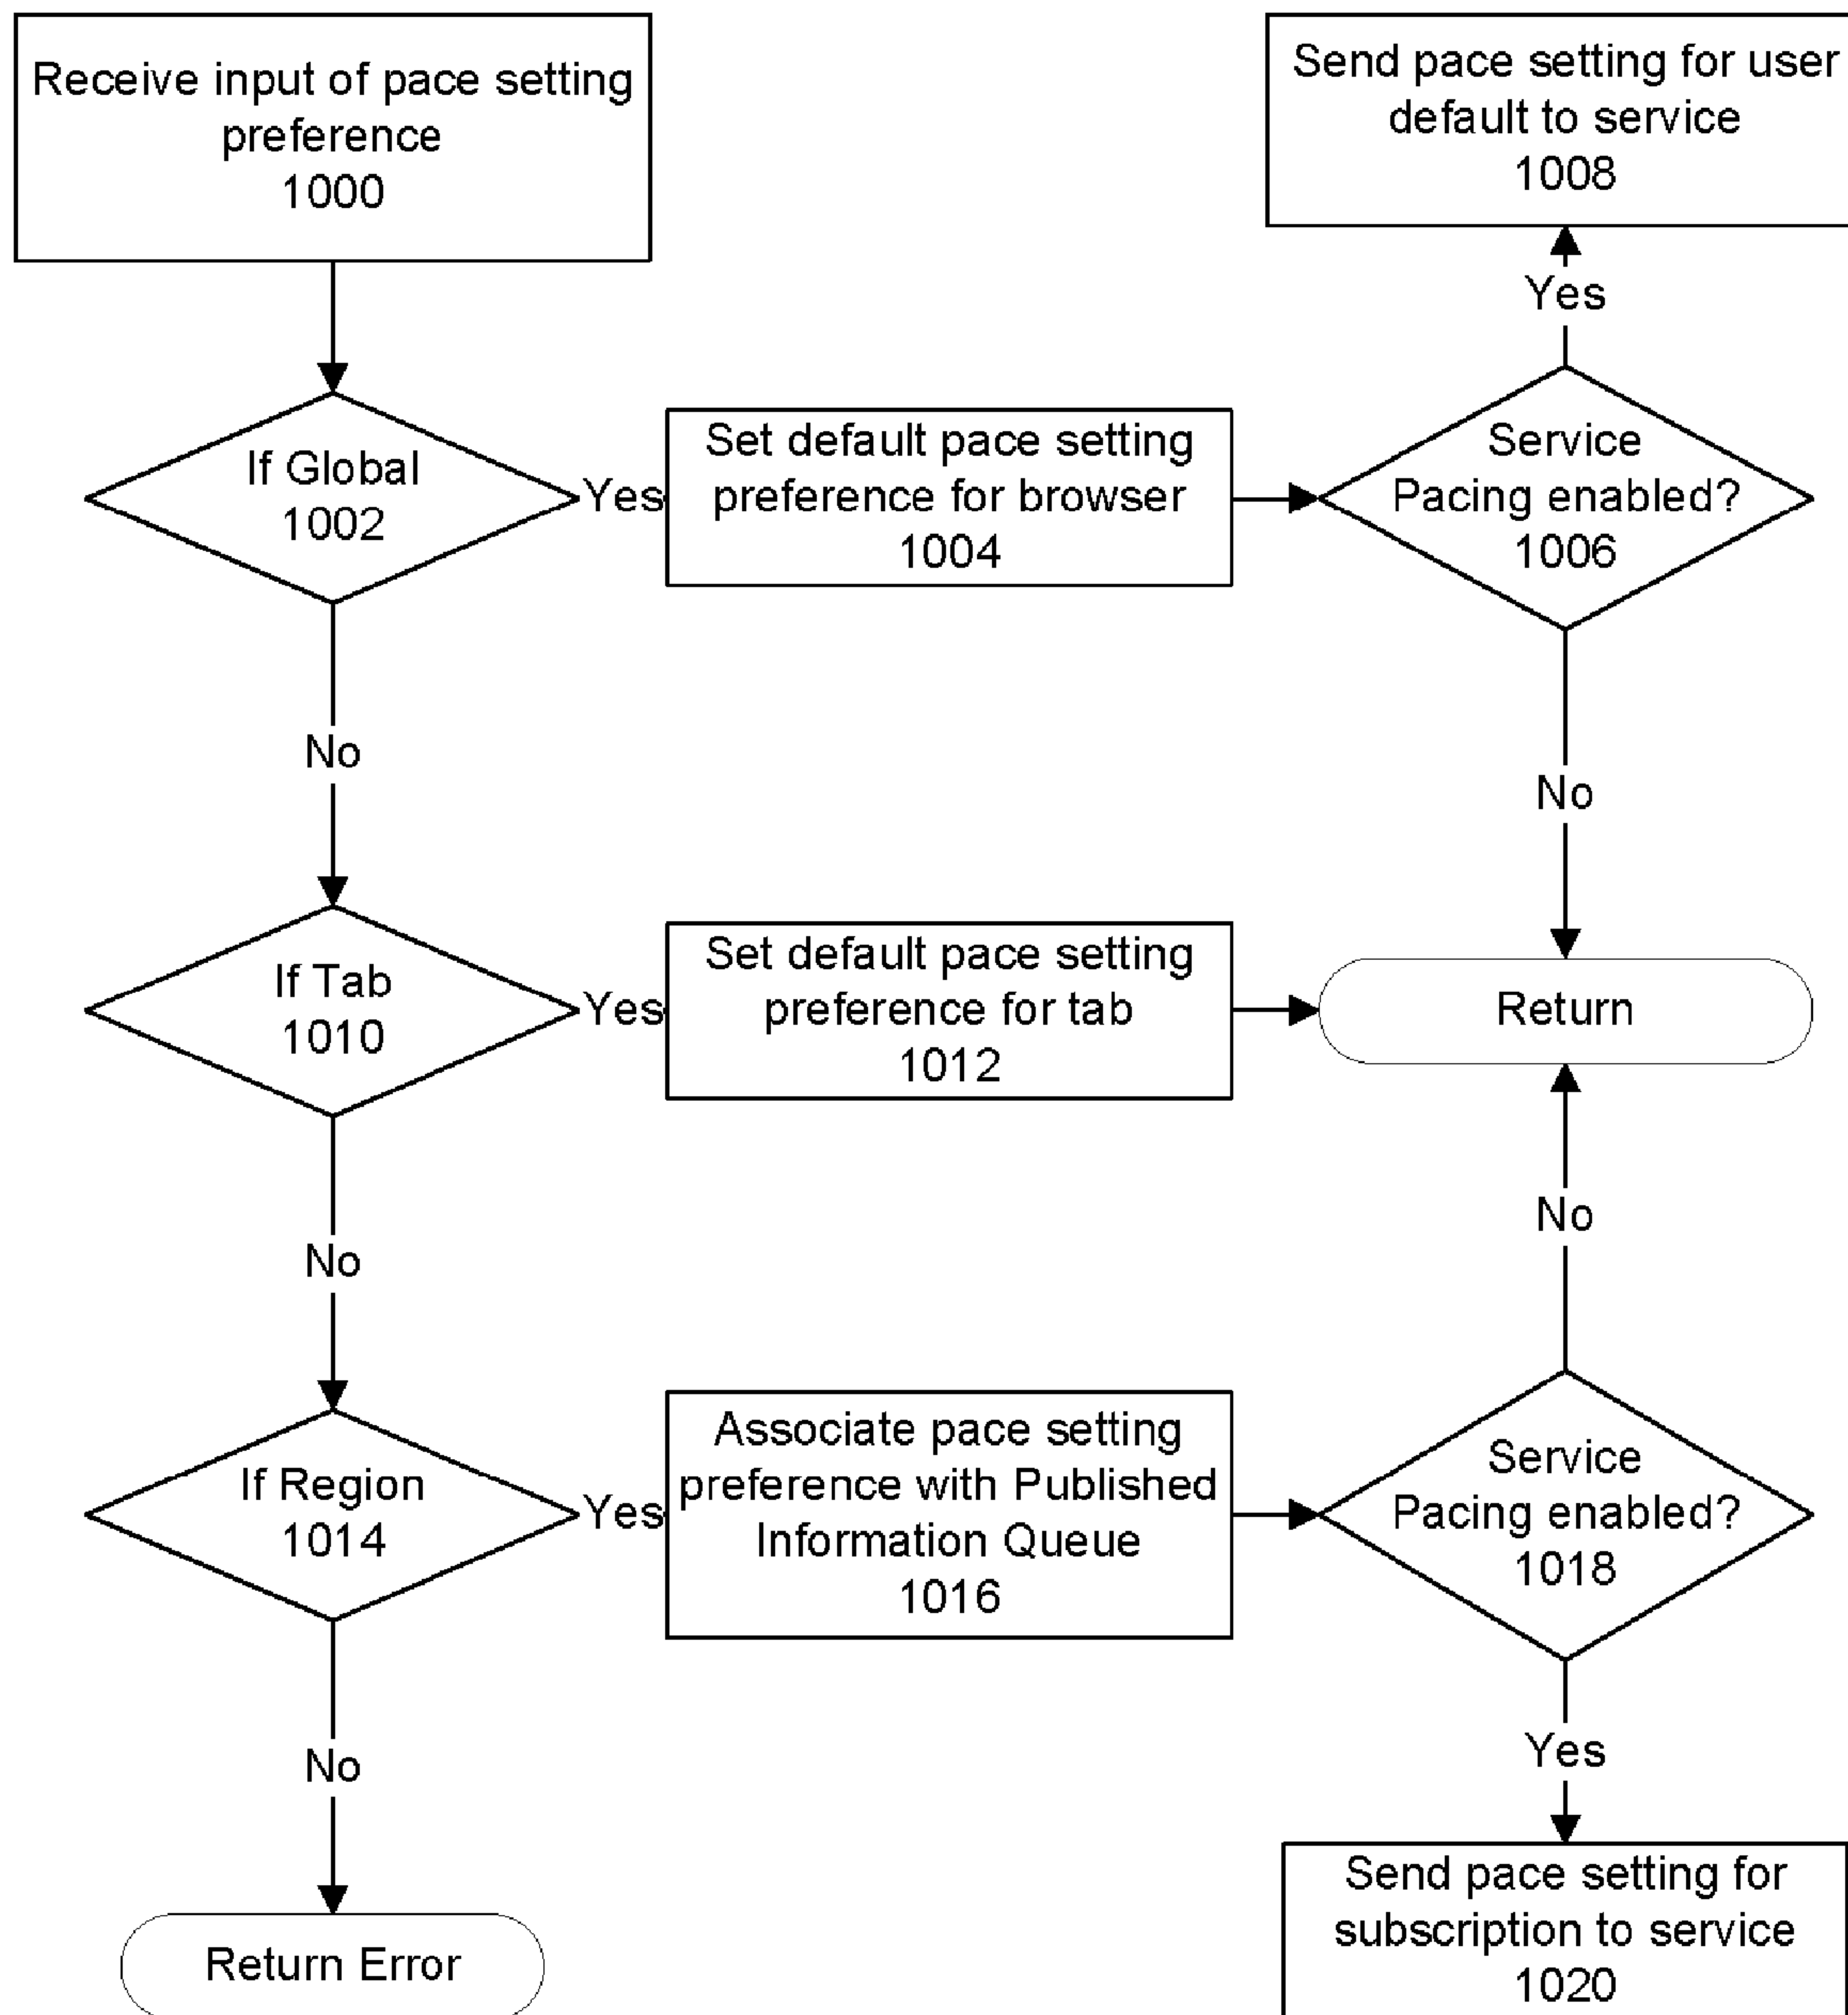 Receive input of pace setting
preference
1000
Send pace setting for user
default to service
1008
Yes
If Global
1002
Yes
Set default pace setting
preference for browser
1004
Service
Pacing enabled?
1006
No
No
If Tab
1010
Yes
Set default pace setting
preference for tab
1012
Return
No
No
If Region
1014
Yes
Associate pace setting
preference with Published
Information Queue
1016
Service
Pacing enabled?
1018
No
Yes
Return Error
Send pace setting for
subscription to service
1020